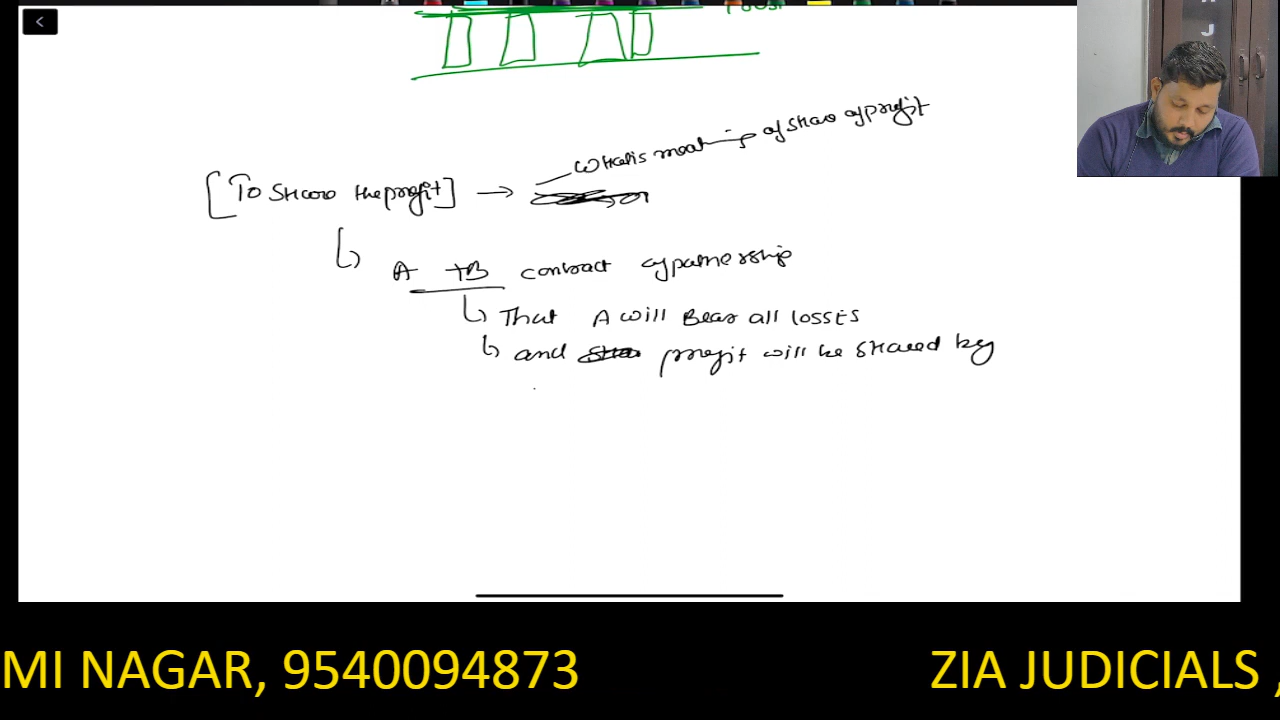 J
What is meaning of share of profit
[To share the profit] →
A + B contract of partnership
That A will Bear all losses
and profit will be shared by
MI NAGAR, 9540094873 ZIA JUDICIALS ,